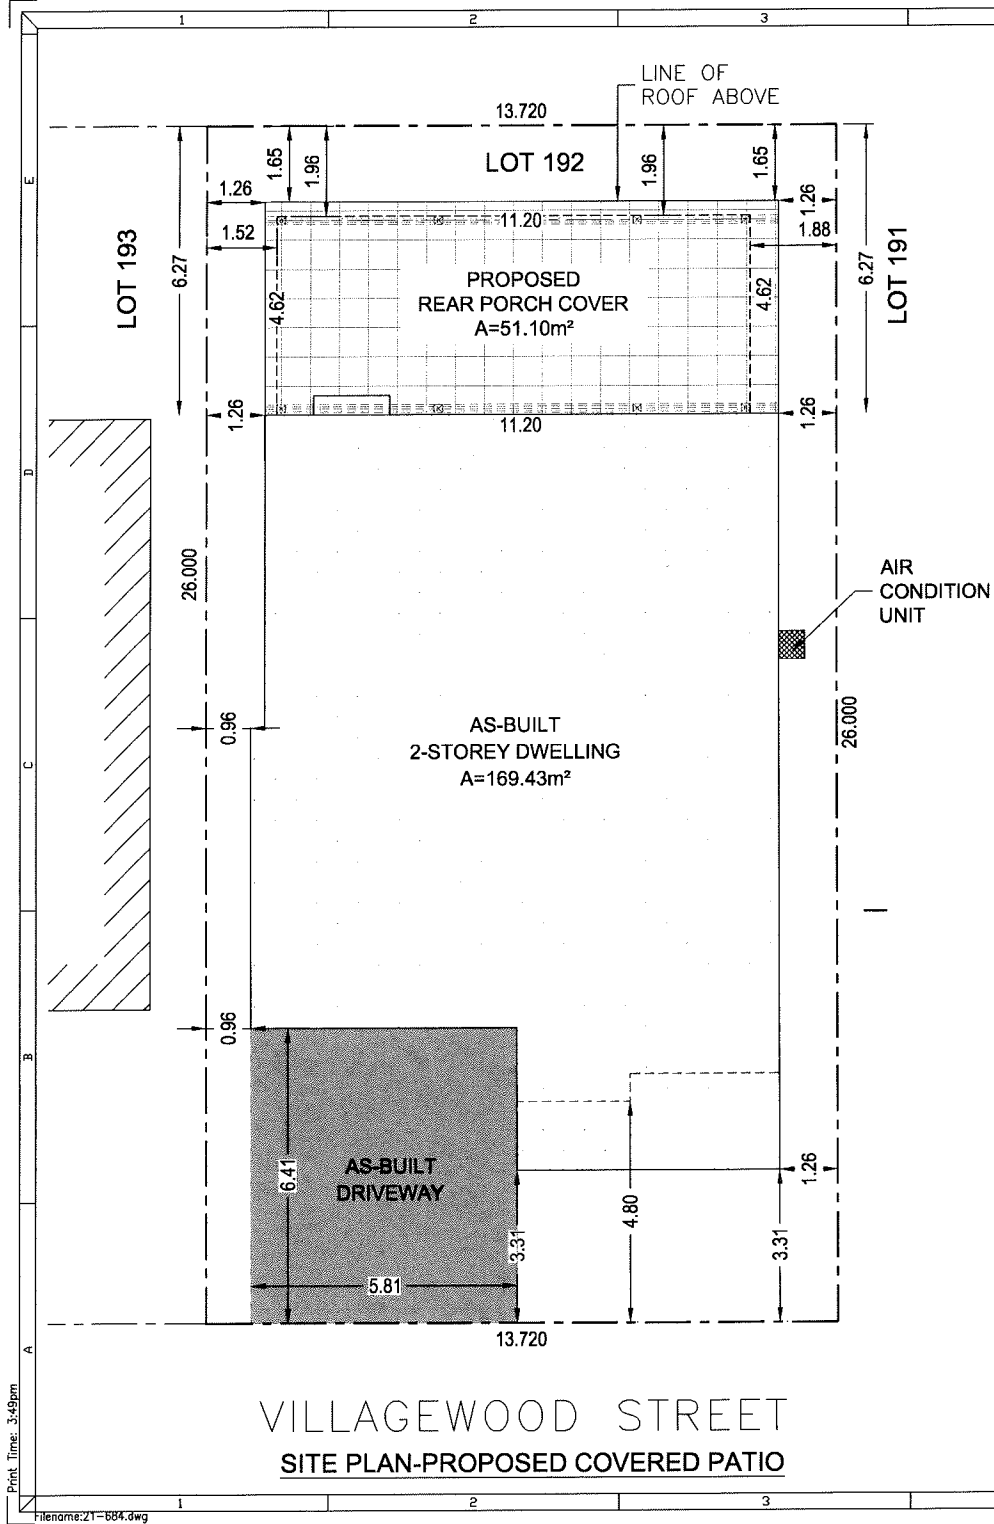 1 2 3
LINE OF
ROOF ABOVE
13.720
LOT 192
E
1.65
1.96
1.96
1.65
1.26
1.26
11.20
1.52
1.88
LOT 193
6.27
4.62
PROPOSED
REAR PORCH COVER
A=51.10m²
4.62
6.27
LOT 191
1.26
11.20
1.26
D
26.000
AIR
CONDITION
UNIT
0.96
AS-BUILT
2-STOREY DWELLING
A=169.43m²
26.000
C
0.96
B
AS-BUILT
DRIVEWAY
6.41
5.81
3.31
4.80
3.31
1.26
13.720
A
VILLAGEWOOD STREET
SITE PLAN-PROPOSED COVERED PATIO
Print Time: 3:49pm
1 2 3
Filename:21-684.dwg